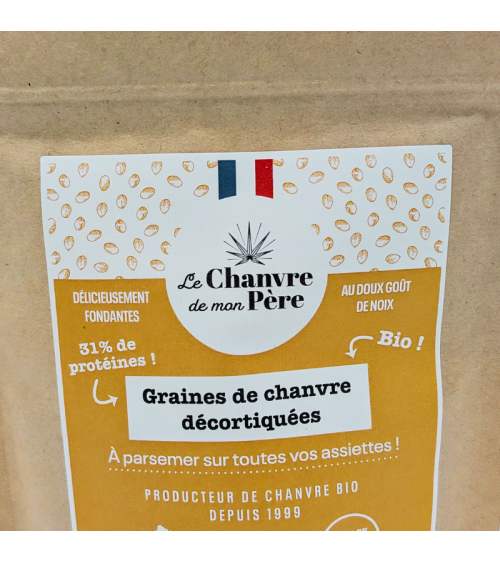 Le Chanvre
de mon Père
DÉLICIEUSEMENT
FONDANTES
AU DOUX GOÛT
DE NOIX
31% de
protéines !
Bio !
Graines de chanvre
décortiquées
À parsemer sur toutes vos assiettes !
PRODUCTEUR DE CHANVRE BIO
DEPUIS 1999